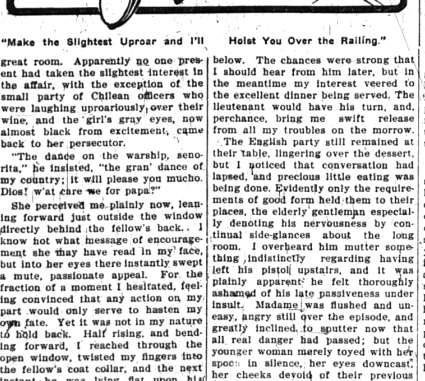 "Make the Slightest Uproar and I'll Hoist You Over the Railing."
great room. Apparently no one pres-
ent had taken the slightest interest in
the affair, with the exception of the
small party of Chilean officers who
were laughing uproariously over their
wine, and the girl's gray eyes, now
almost black from excitement, came
back to her persecutor.
"The dance on the warship, seno-
rita," he insisted, "the gran' dance of
my country; it will please you mucho.
Dios! w'at care we for papa?"
She perceived me plainly now, lean-
ing forward just outside the window
directly behind the fellow's back. I
know not what message of encourage-
ment she may have read in my face,
but into her eyes there instantly swept
a mute, passionate appeal. For the
fraction of a moment I hesitated, feel-
ing convinced that any action on my
part would only serve to hasten my
own fate. Yet it was not in my nature
to hold back. Half rising, and bend-
ing forward, I reached through the
open window, twisted my fingers into
the fellow's coat collar, and the next
instant he was lying flat upon his
below. The chances were strong that
I should hear from him later, but in
the meantime my interest veered to
the excellent dinner being served. The
lieutenant would have his turn, and,
perchance, bring me swift release
from all my troubles on the morrow.
The English party still remained at
their table, lingering over the dessert,
but I noticed that conversation had
lapsed, and precious little eating was
being done. Evidently only the require-
ments of good form held them to their
places, the elderly gentleman especial-
ly denoting his nervousness by con-
tinual side-glances about the long
room. I overheard him mutter some-
thing indistinctly regarding having
left his pistol upstairs, and it was
plainly apparent he felt thoroughly
ashamed of his late passiveness under
insult. Madame was flushed and un-
easy, angry still over the episode, and
greatly inclined to sputter now that
all real danger had passed; but the
younger woman merely toyed with her
spoon in silence, her eyes downcast,
her cheeks devoid of their previous